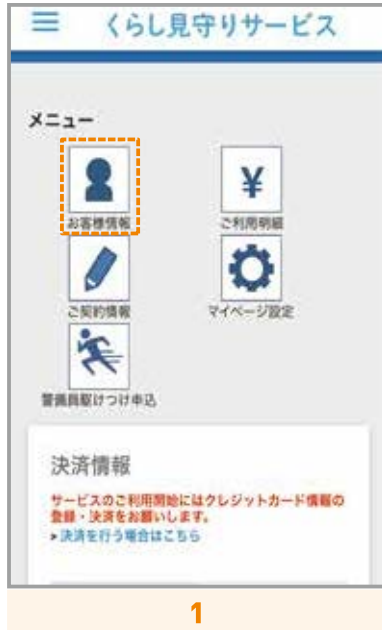 くらし見守りサービス
メニュー
お客様情報
ご利用明細
ご契約情報
マイページ設定
警備員駆けつけ申込
決済情報
サービスのご利用開始にはクレジットカード情報の
登録・決済をお願いします。
▸決済を行う場合はこちら
1